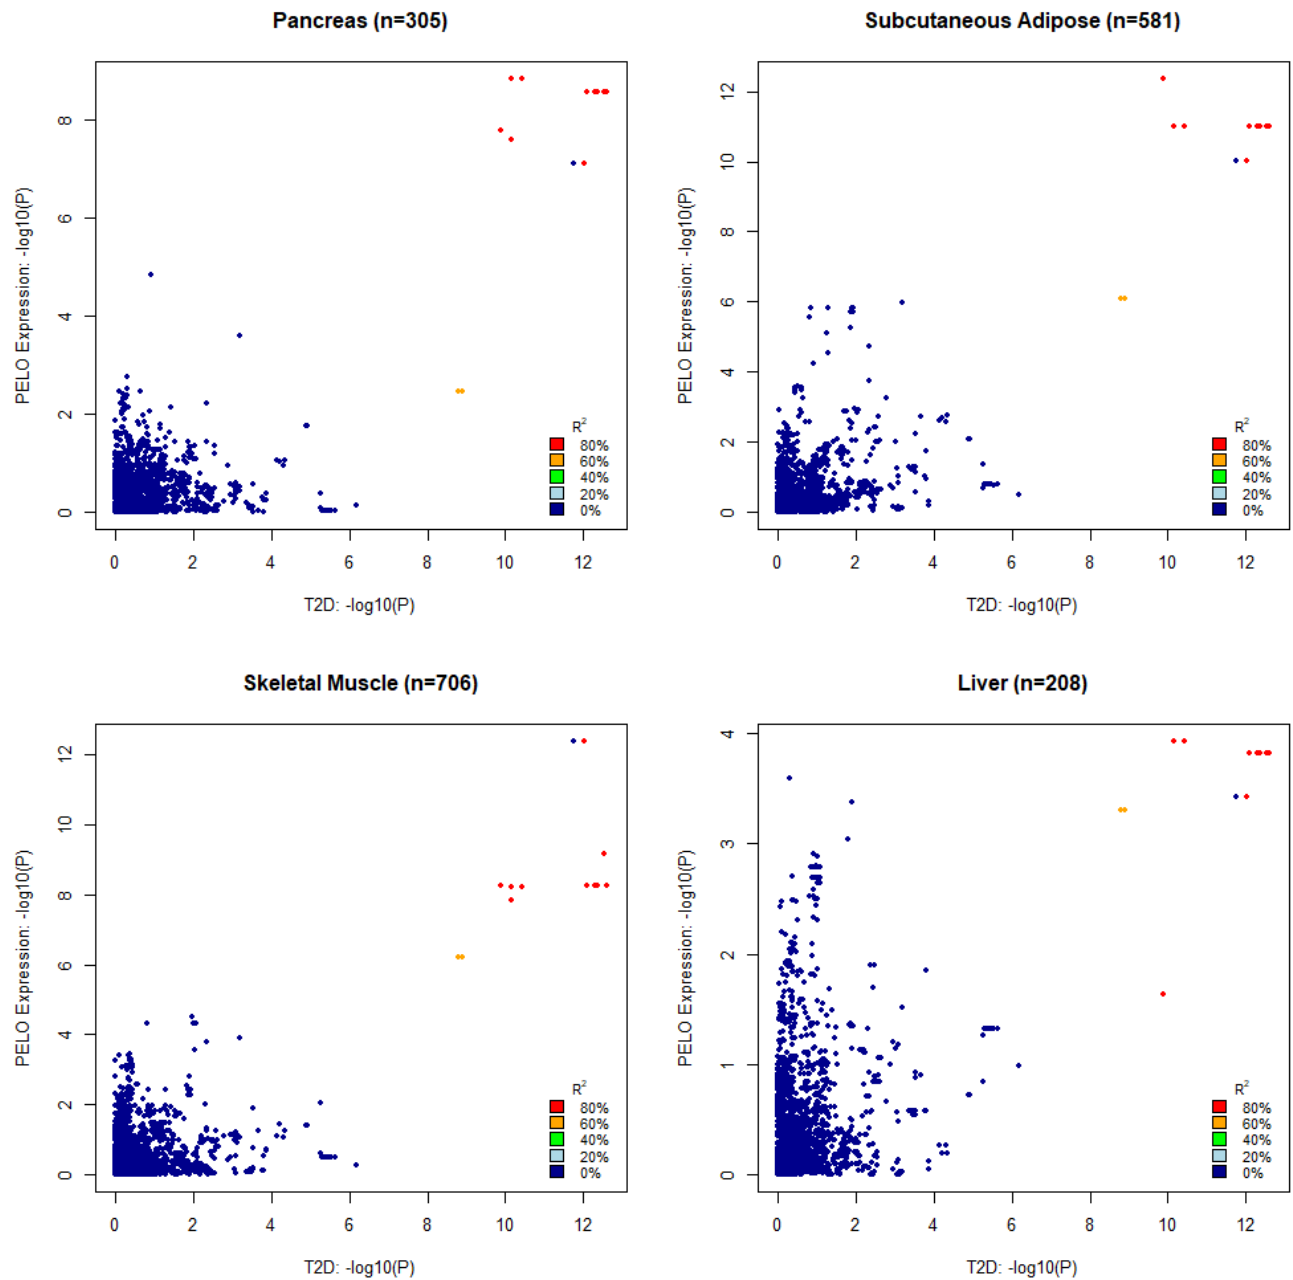 Pancreas (n=305)
PELO Expression: -log10(P)
8
6
4
2
0
0 2 4 6 8 10 12
T2D: -log10(P)
R2
80%
60%
40%
20%
0%
Subcutaneous Adipose (n=581)
PELO Expression: -log10(P)
12
10
8
6
4
2
0
0 2 4 6 8 10 12
T2D: -log10(P)
R2
80%
60%
40%
20%
0%
Skeletal Muscle (n=706)
PELO Expression: -log10(P)
12
10
8
6
4
2
0
0 2 4 6 8 10 12
T2D: -log10(P)
R2
80%
60%
40%
20%
0%
Liver (n=208)
PELO Expression: -log10(P)
4
3
2
1
0
0 2 4 6 8 10 12
T2D: -log10(P)
R2
80%
60%
40%
20%
0%